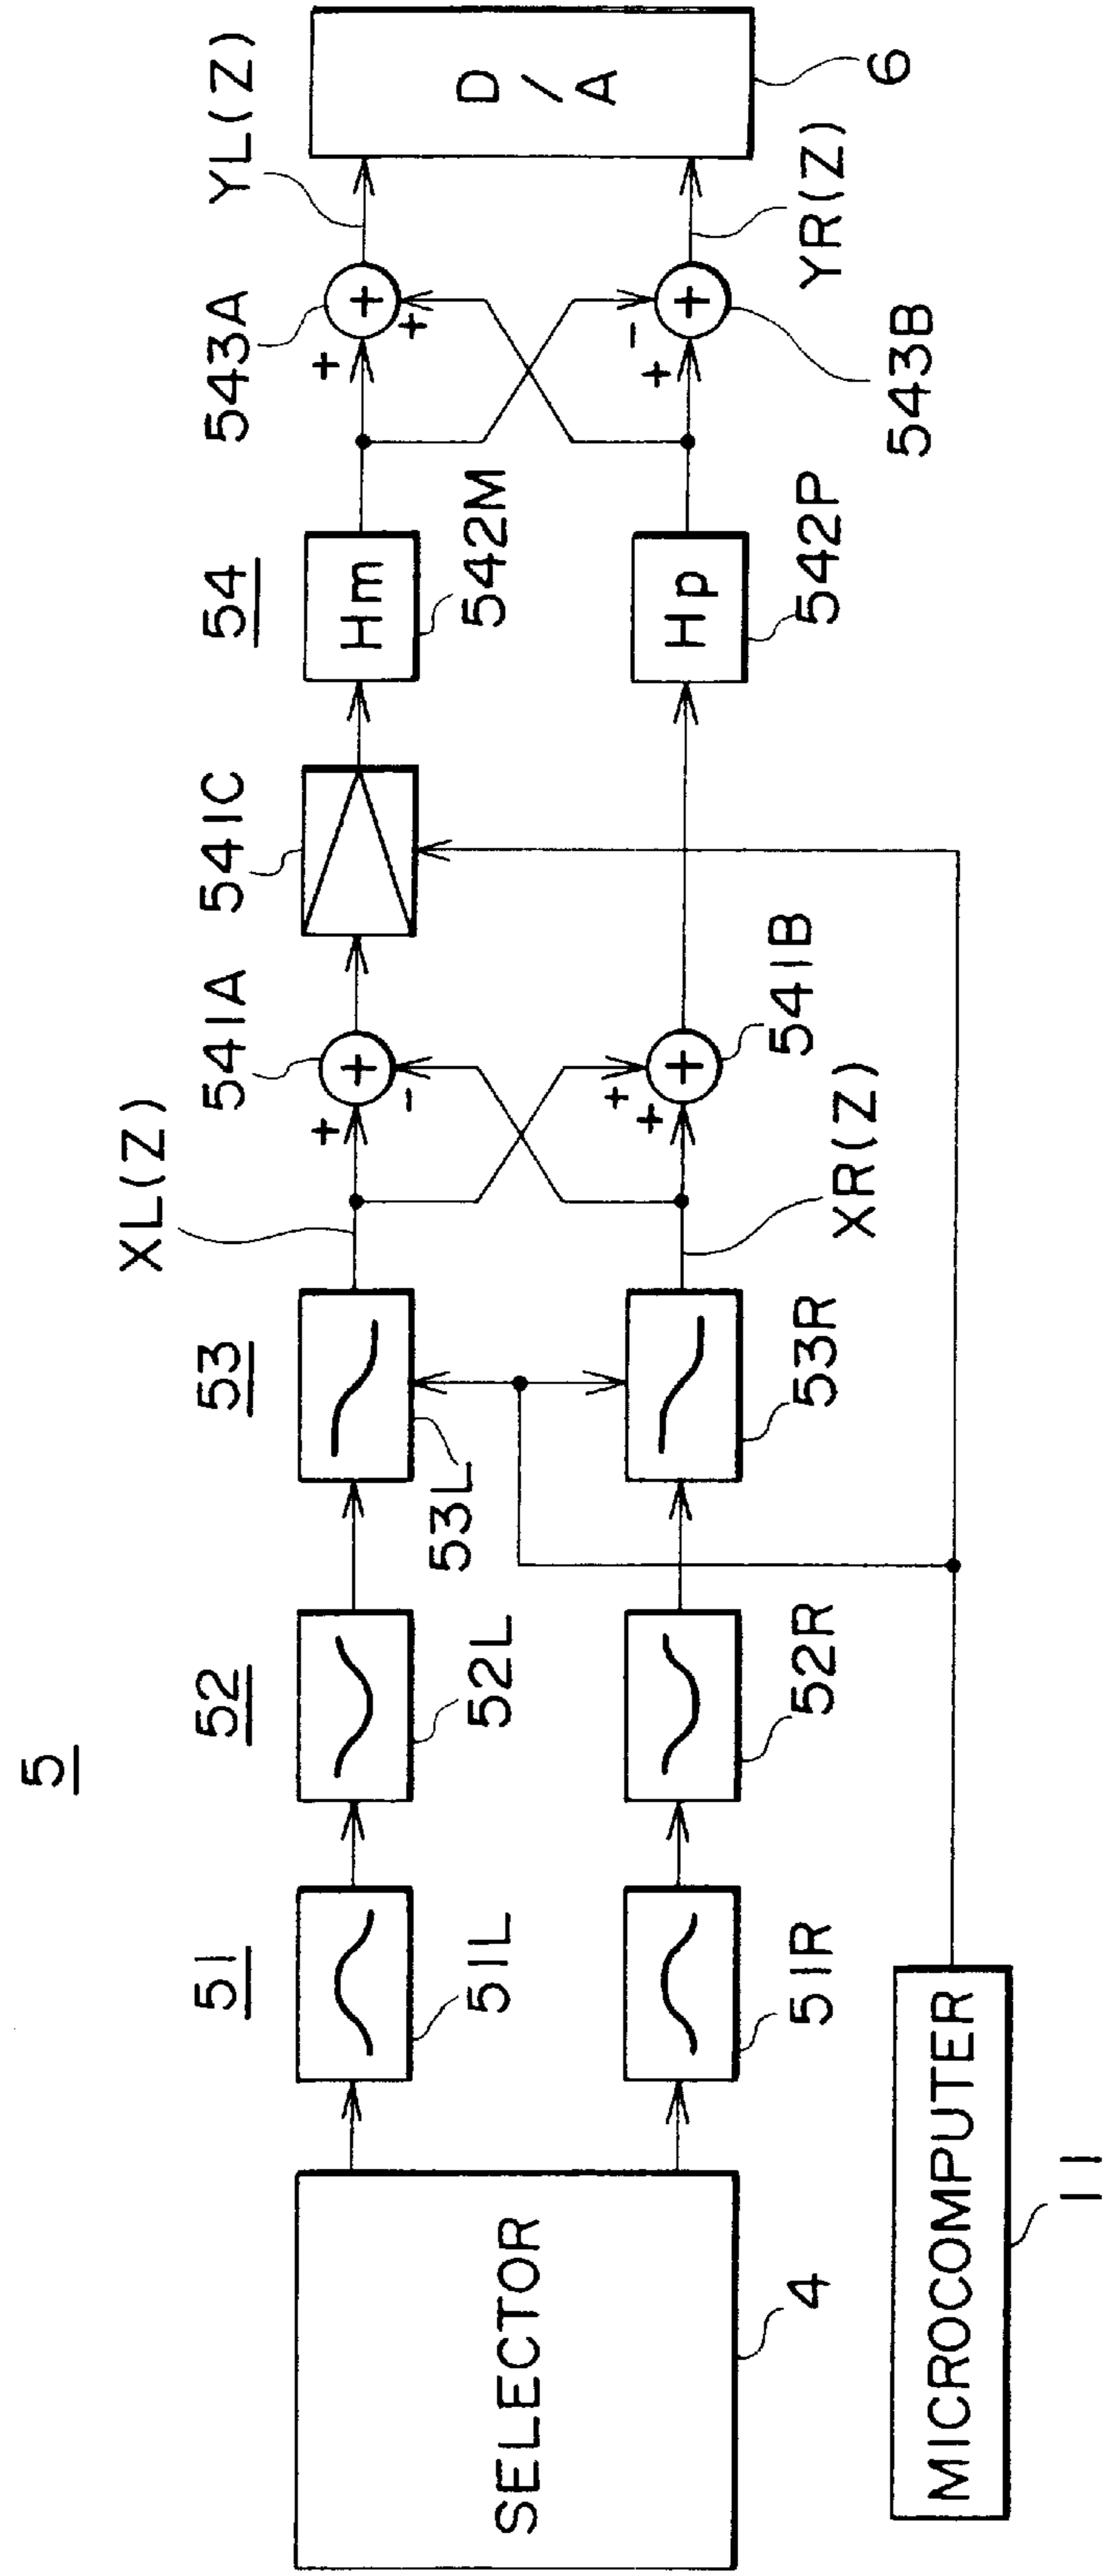 5
51
52
53
54
XL(Z)
541A
541C
543A
YL(Z)
SELECTOR
4
51L
52L
53L
+
-
+
+
+
+
Hm
542M
+
+
+
-
+
+
D/A
6
51R
52R
53R
XR(Z)
541B
Hp
542P
543B
YR(Z)
MICROCOMPUTER
11